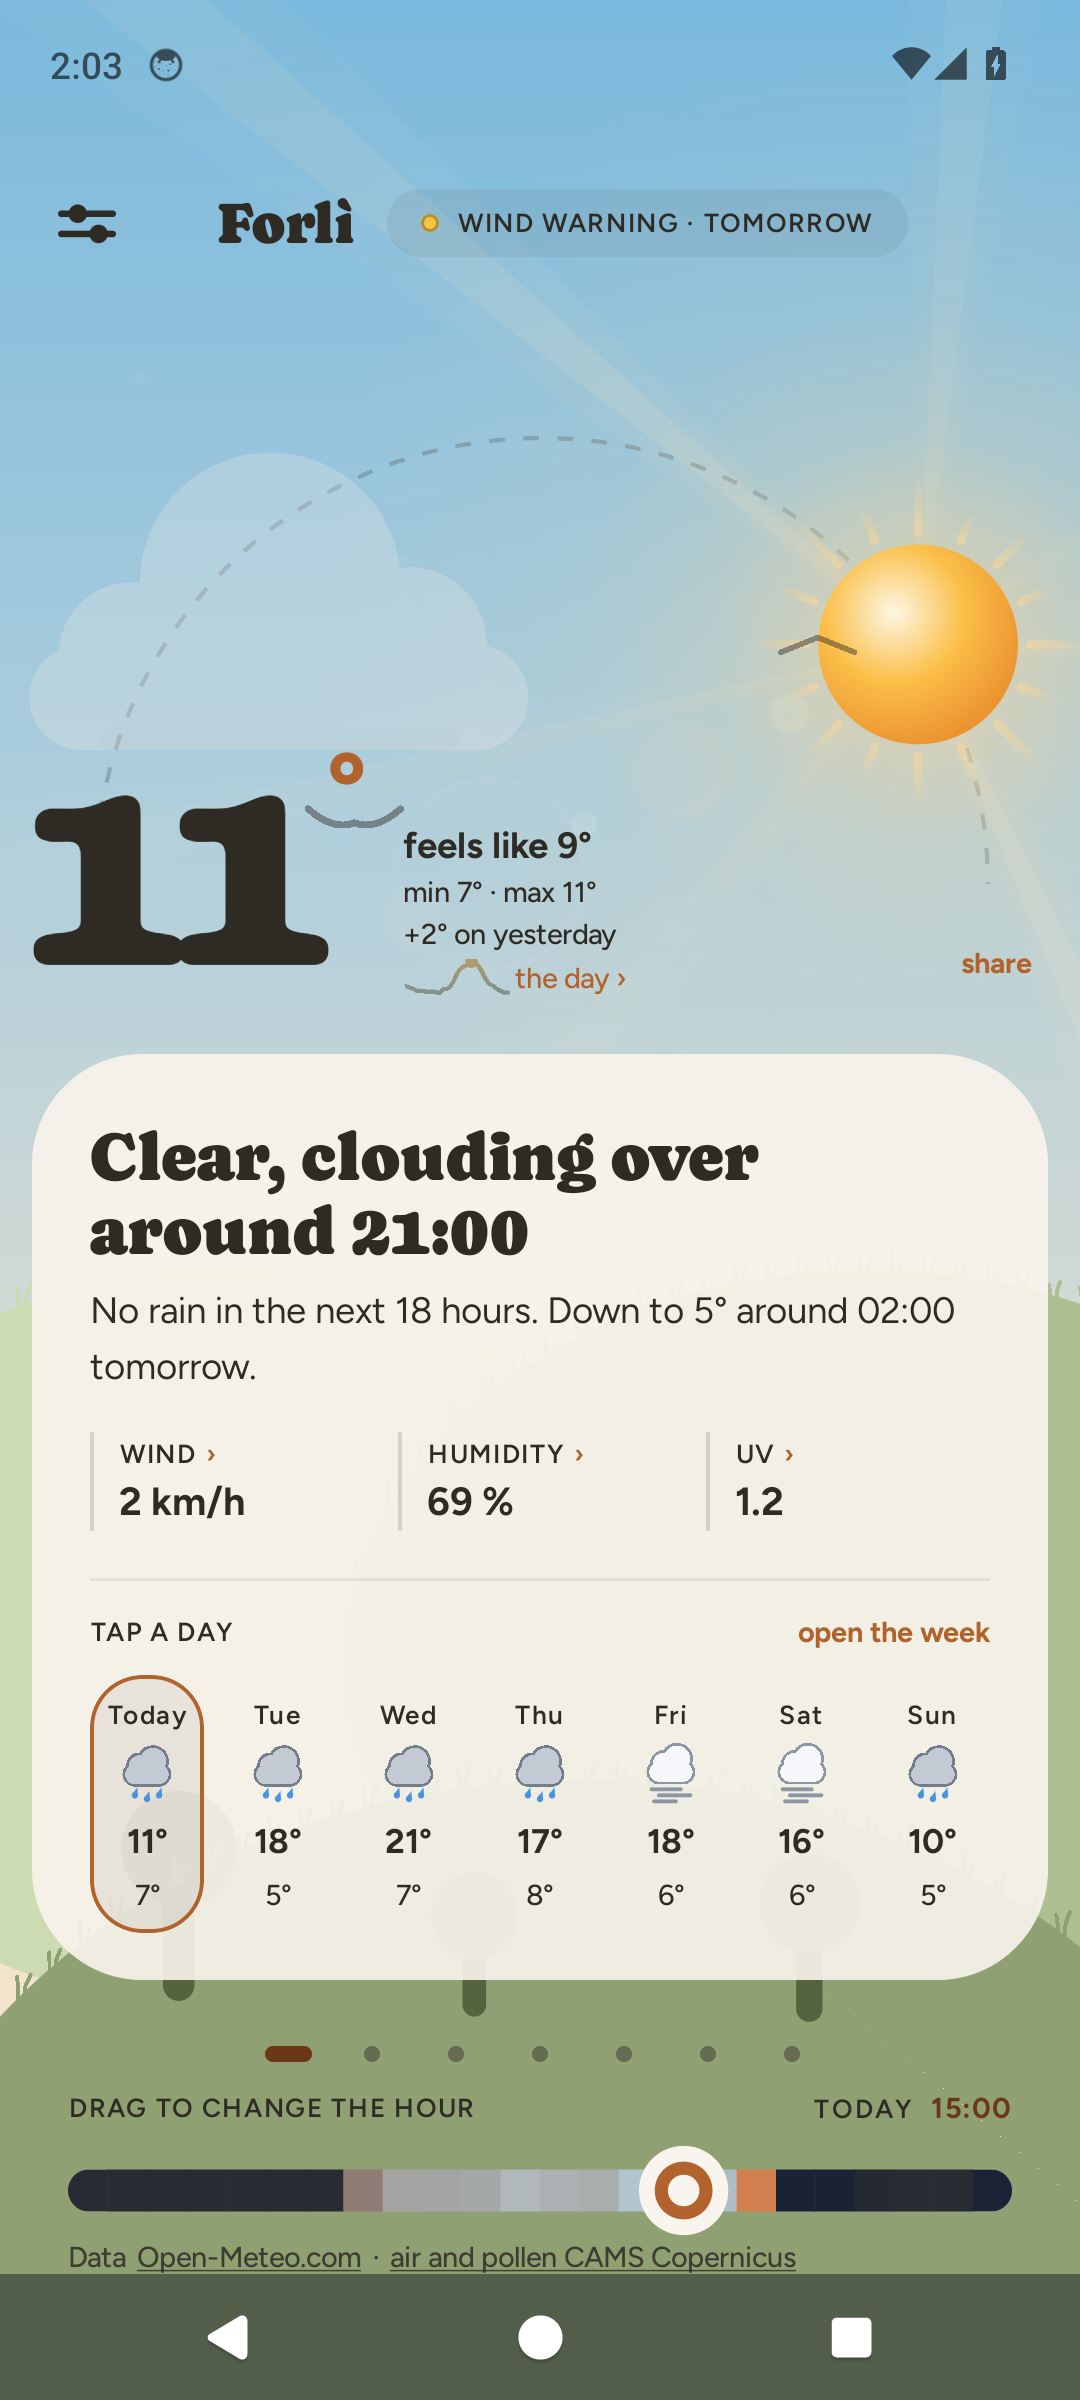 2:03
Forlì
WIND WARNING · TOMORROW
11°
feels like 9°
min 7° · max 11°
+2° on yesterday
the day ›
share
Clear, clouding over
around 21:00
No rain in the next 18 hours. Down to 5° around 02:00
tomorrow.
WIND › HUMIDITY › UV ›
2 km/h 69 % 1.2
TAP A DAY open the week
Today Tue Wed Thu Fri Sat Sun
11° 18° 21° 17° 18° 16° 10°
7° 5° 7° 8° 6° 6° 5°
DRAG TO CHANGE THE HOUR TODAY 15:00
Data Open-Meteo.com · air and pollen CAMS Copernicus